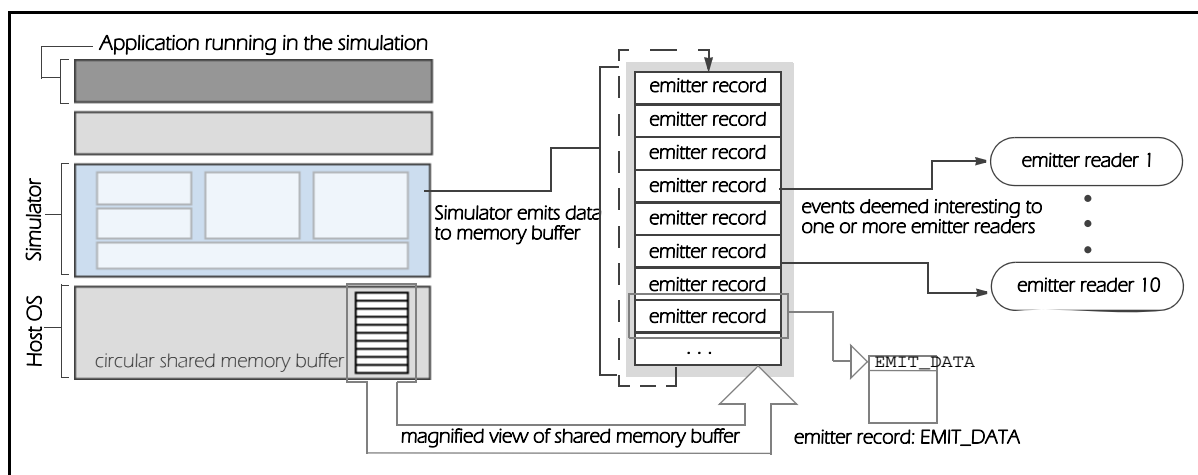 Application running in the simulation
Simulator
Host OS
circular shared memory buffer
Simulator emits data
to memory buffer
emitter record
emitter record
emitter record
emitter record
emitter record
emitter record
emitter record
emitter record
. . .
events deemed interesting to
one or more emitter readers
emitter reader 1
emitter reader 10
EMIT_DATA
emitter record: EMIT_DATA
magnified view of shared memory buffer